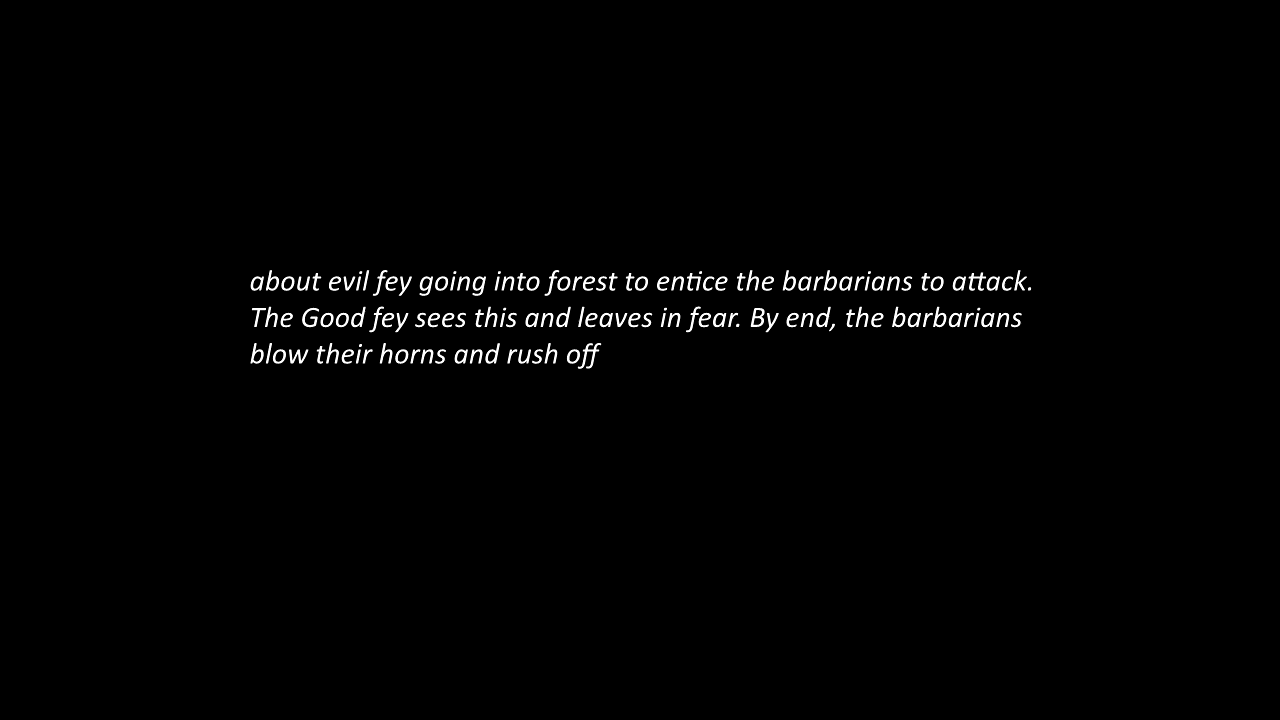 about evil fey going into forest to entice the barbarians to attack.
The Good fey sees this and leaves in fear. By end, the barbarians
blow their horns and rush off